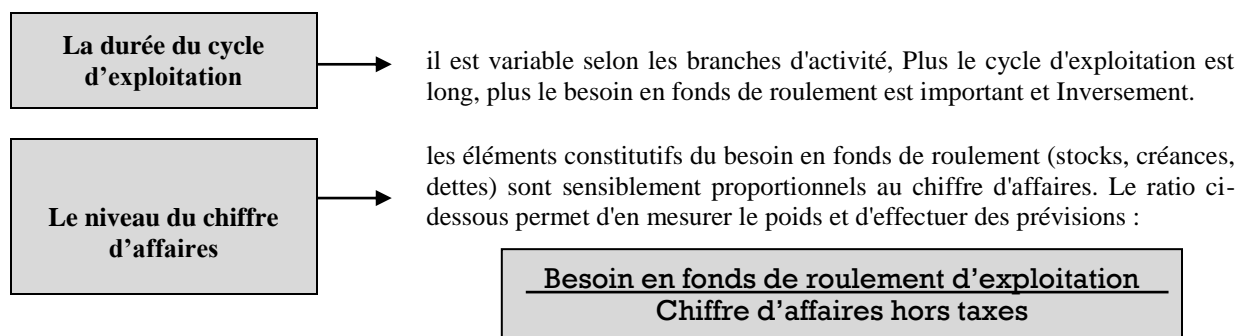 La durée du cycle
d’exploitation
il est variable selon les branches d'activité, Plus le cycle d'exploitation est
long, plus le besoin en fonds de roulement est important et Inversement.
Le niveau du chiffre
d’affaires
les éléments constitutifs du besoin en fonds de roulement (stocks, créances,
dettes) sont sensiblement proportionnels au chiffre d'affaires. Le ratio ci-
dessous permet d'en mesurer le poids et d'effectuer des prévisions :
Besoin en fonds de roulement d’exploitation
Chiffre d’affaires hors taxes